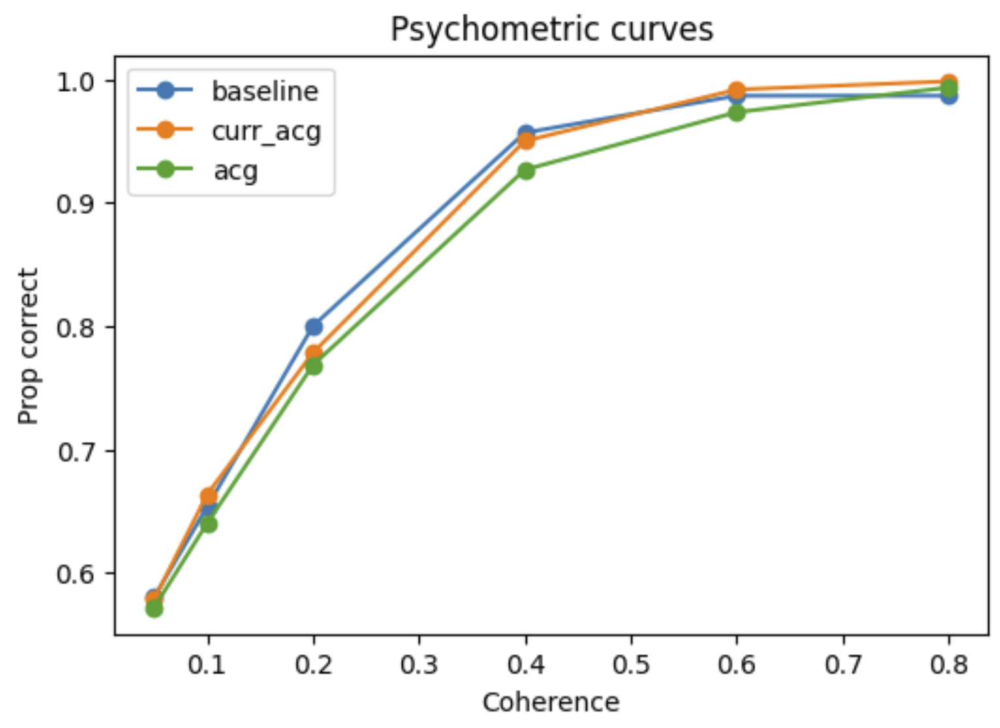 Psychometric curves
baseline
curr_acg
acg
Prop correct
1.0
0.9
0.8
0.7
0.6
0.1 0.2 0.3 0.4 0.5 0.6 0.7 0.8
Coherence